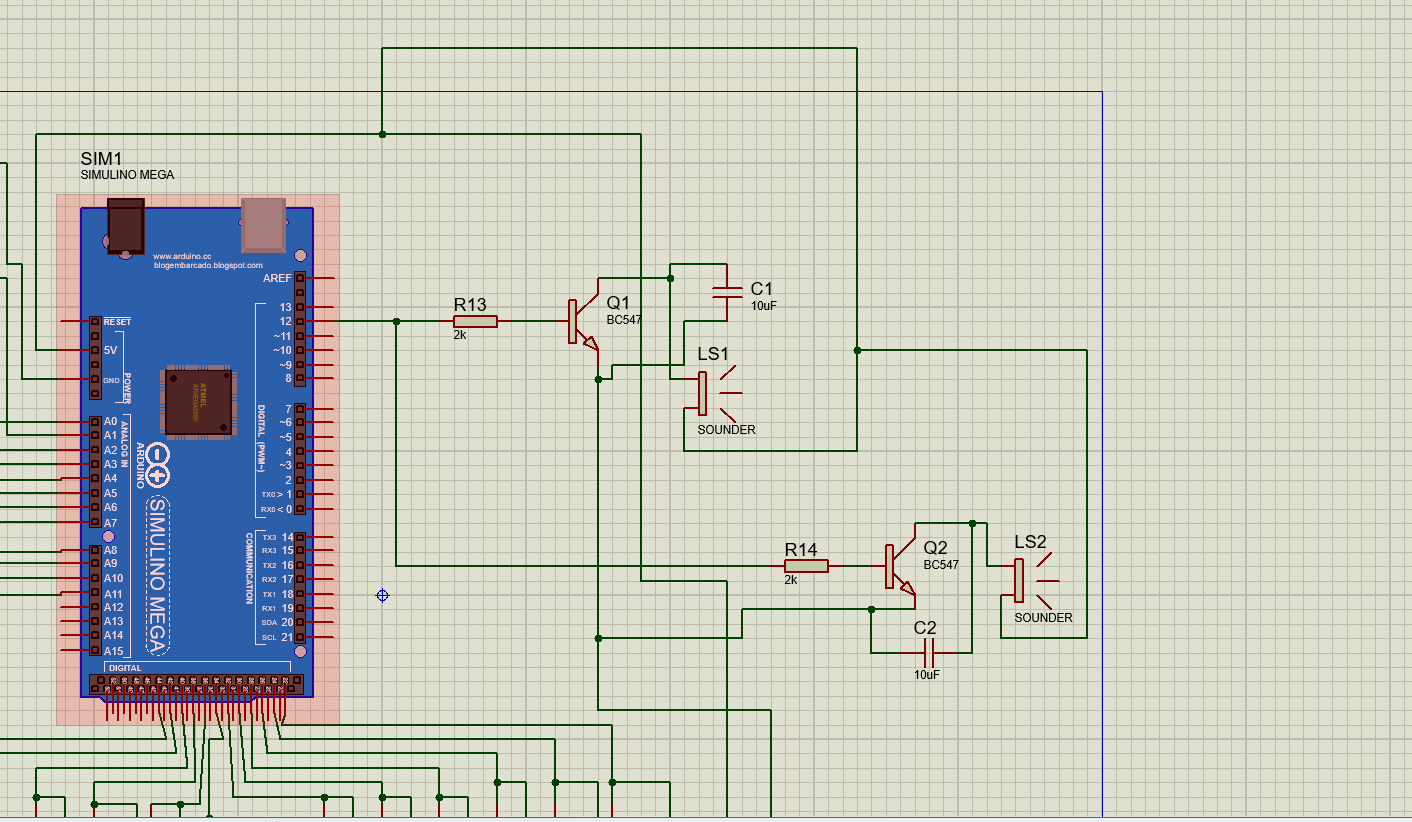 SIM1
SIMULINO MEGA
www.arduino.cc
blogembarcado.blogspot.com
AREF
RESET
5V
GND
POWER
13
12
~11
~10
~9
8
7
~6
~5
4
~3
2
TX0 > 1
RX0 < 0
DIGITAL (PWM~)
A0
A1
A2
A3
A4
A5
A6
A7
ANALOG IN
ARDUINO
ATMEL
SIMULINO MEGA
A8
A9
A10
A11
A12
A13
A14
A15
TX3 14
RX3 15
TX2 16
RX2 17
TX1 18
RX1 19
SDA 20
SCL 21
COMMUNICATION
DIGITAL
R13
2k
Q1
BC547
C1
10uF
LS1
SOUNDER
R14
2k
Q2
BC547
C2
10uF
LS2
SOUNDER